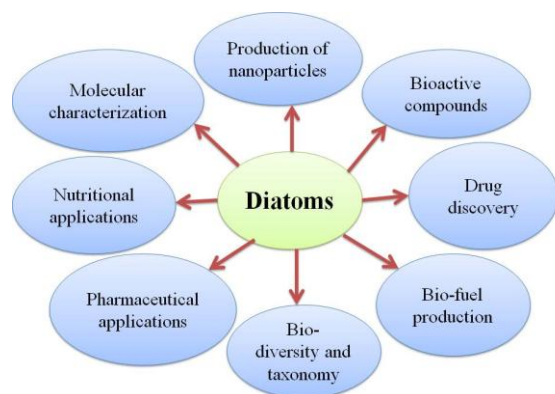 Production of
nanoparticles
Molecular
characterization
Bioactive
compounds
Nutritional
applications
Diatoms
Drug
discovery
Pharmaceutical
applications
Bio-fuel
production
Bio-
diversity and
taxonomy